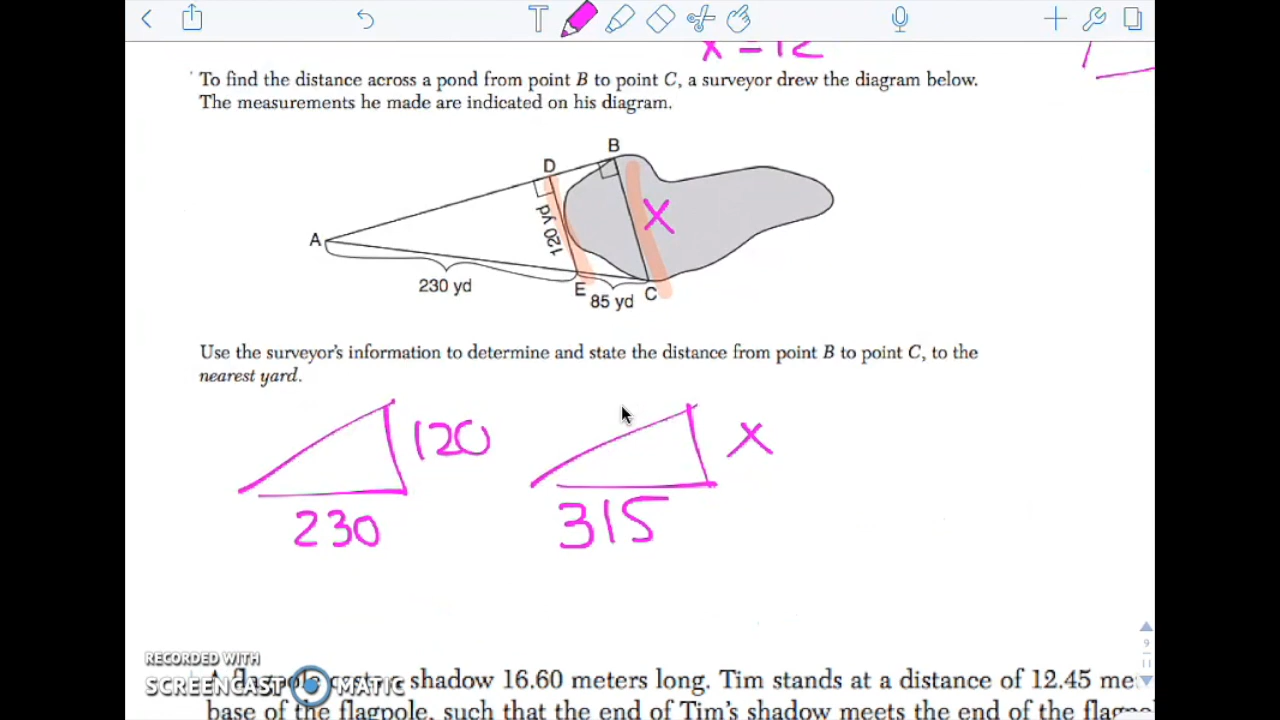 x = 12
To find the distance across a pond from point B to point C, a surveyor drew the diagram below.
The measurements he made are indicated on his diagram.
B
D
A
120 yd
X
230 yd
E
85 yd
C
Use the surveyor's information to determine and state the distance from point B to point C, to the
nearest yard.
120
230
X
315
9
11
RECORDED WITH
SCREENCAST MATIC
shadow 16.60 meters long. Tim stands at a distance of 12.45
base of the flagpole, such that the end of Tim's shadow meets the end of the